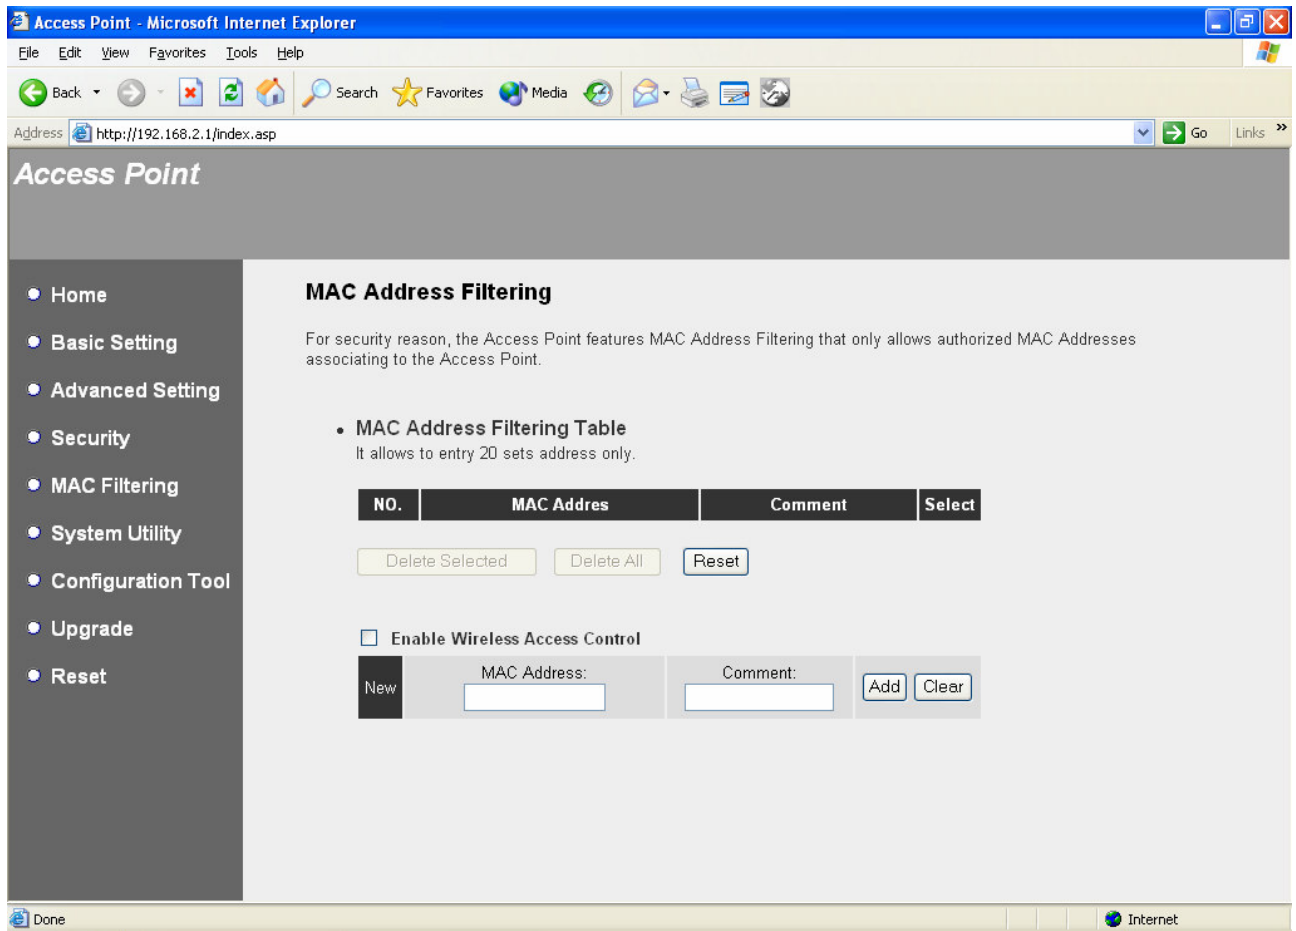 Access Point - Microsoft Internet Explorer
File Edit View Favorites Tools Help
Back Search Favorites Media
Address http://192.168.2.1/index.asp Go Links »
Access Point
Home
Basic Setting
Advanced Setting
Security
MAC Filtering
System Utility
Configuration Tool
Upgrade
Reset
MAC Address Filtering
For security reason, the Access Point features MAC Address Filtering that only allows authorized MAC Addresses
associating to the Access Point.
MAC Address Filtering Table
It allows to entry 20 sets address only.
NO. MAC Addres Comment Select
Delete Selected Delete All Reset
Enable Wireless Access Control
New MAC Address: Comment: Add Clear
Done Internet